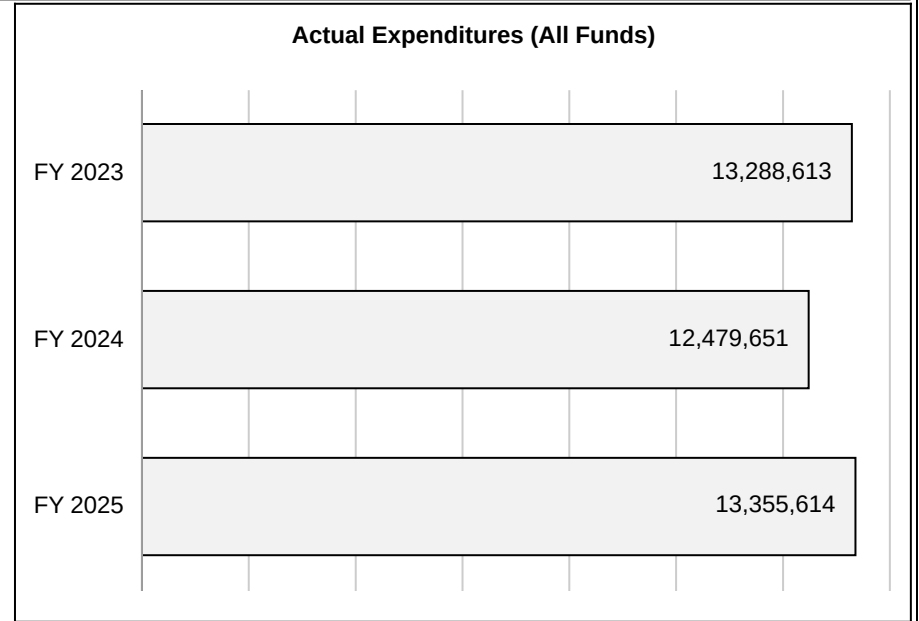 Actual Expenditures (All Funds)
FY 2023 13,288,613
FY 2024 12,479,651
FY 2025 13,355,614